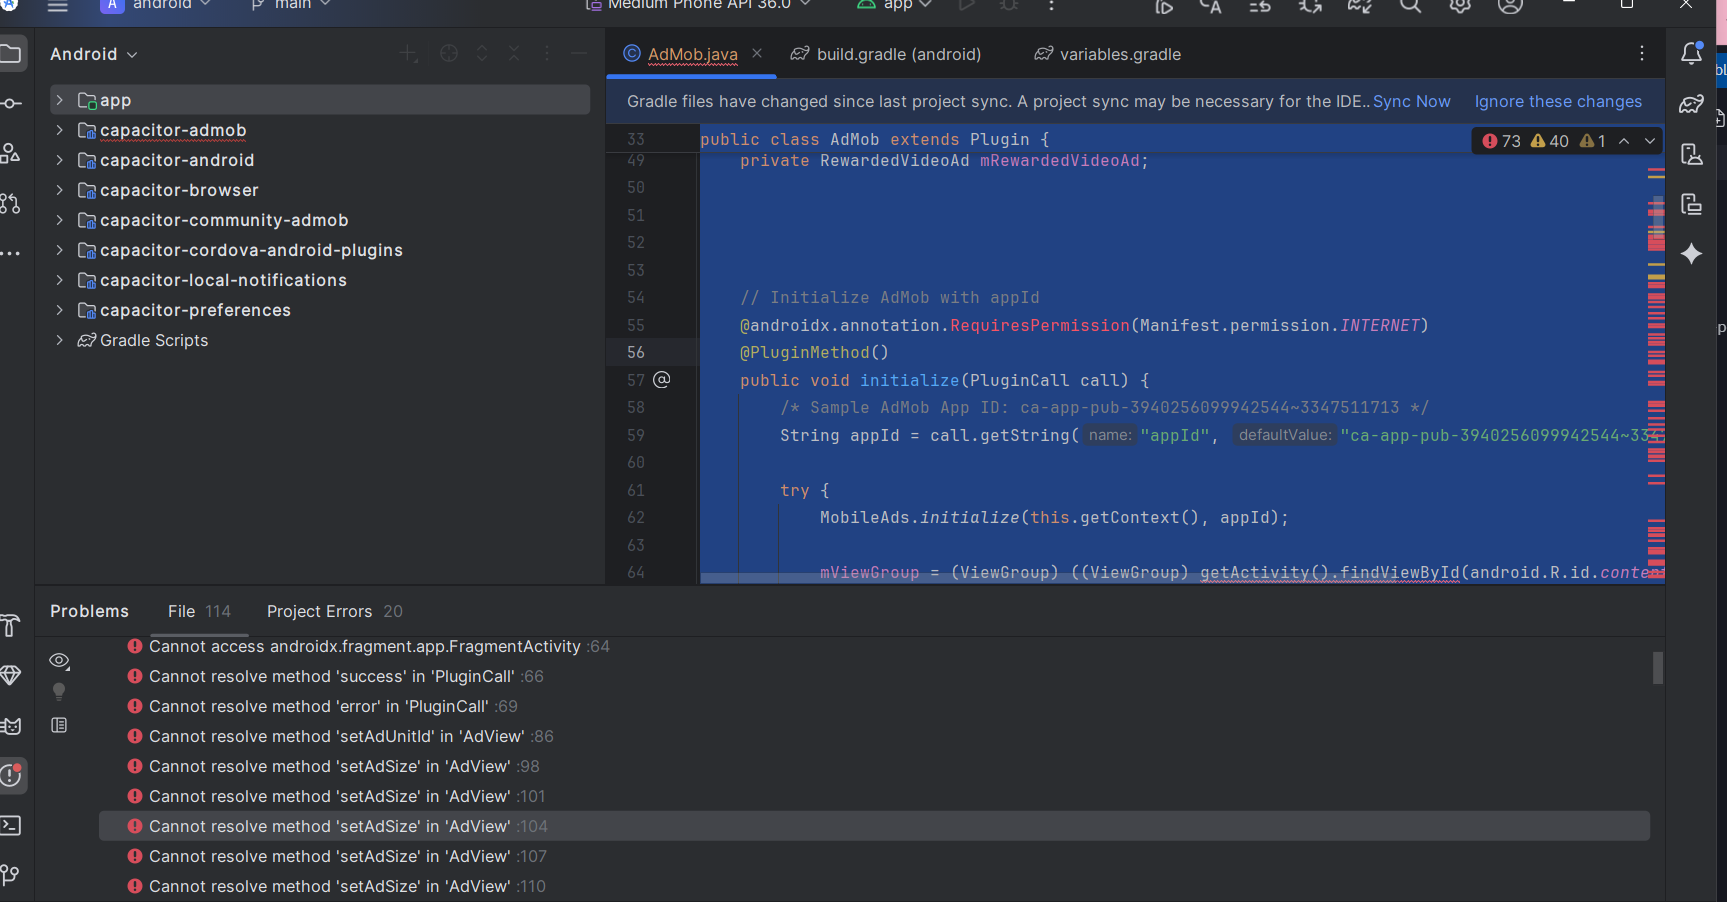 A android main Medium Phone API 36.0 app
Android
AdMob.java build.gradle (android) variables.gradle
Gradle files have changed since last project sync. A project sync may be necessary for the IDE.. Sync Now Ignore these changes
app
capacitor-admob
capacitor-android
capacitor-browser
capacitor-community-admob
capacitor-cordova-android-plugins
capacitor-local-notifications
capacitor-preferences
Gradle Scripts
33 public class AdMob extends Plugin {
73 40 1
49 private RewardedVideoAd mRewardedVideoAd;
50
51
52
53
54 // Initialize AdMob with appId
55 @androidx.annotation.RequiresPermission(Manifest.permission.INTERNET)
56 @PluginMethod()
57 public void initialize(PluginCall call) {
58 /* Sample AdMob App ID: ca-app-pub-3940256099942544~3347511713 */
59 String appId = call.getString( name: "appId", defaultValue: "ca-app-pub-3940256099942544~334
60
61 try {
62 MobileAds.initialize(this.getContext(), appId);
63
64 mViewGroup = (ViewGroup) ((ViewGroup) getActivity().findViewById(android.R.id.conte
Problems File 114 Project Errors 20
Cannot access androidx.fragment.app.FragmentActivity :64
Cannot resolve method 'success' in 'PluginCall' :66
Cannot resolve method 'error' in 'PluginCall' :69
Cannot resolve method 'setAdUnitId' in 'AdView' :86
Cannot resolve method 'setAdSize' in 'AdView' :98
Cannot resolve method 'setAdSize' in 'AdView' :101
Cannot resolve method 'setAdSize' in 'AdView' :104
Cannot resolve method 'setAdSize' in 'AdView' :107
Cannot resolve method 'setAdSize' in 'AdView' :110